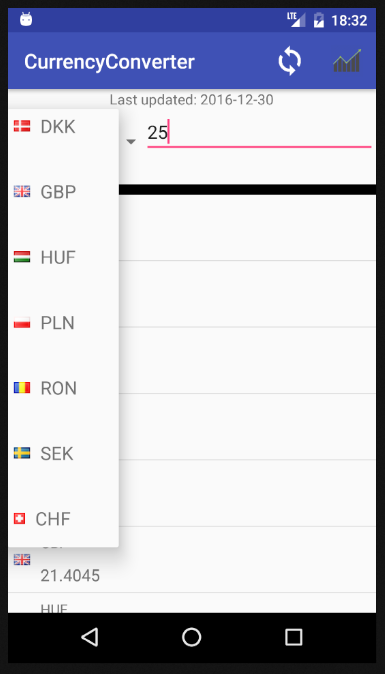 LTE 18:32
CurrencyConverter
Last updated: 2016-12-30
DKK
25
GBP
HUF
PLN
RON
SEK
CHF
21.4045
HUF